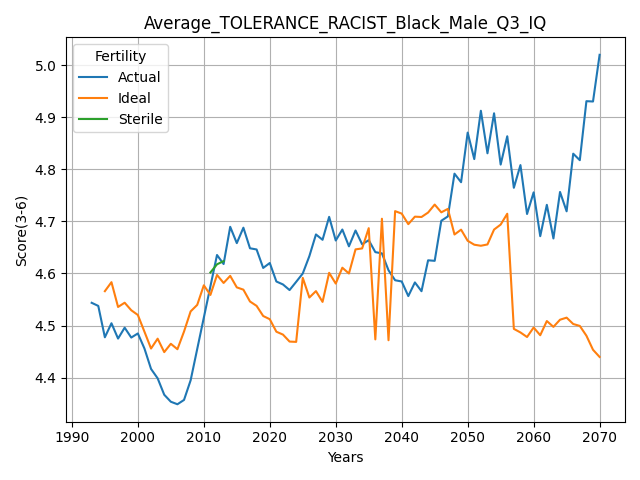 Average_TOLERANCE_RACIST_Black_Male_Q3_IQ
Fertility
Actual
Ideal
Sterile
Score(3-6)
5.0
4.9
4.8
4.7
4.6
4.5
4.4
1990 2000 2010 2020 2030 2040 2050 2060 2070
Years